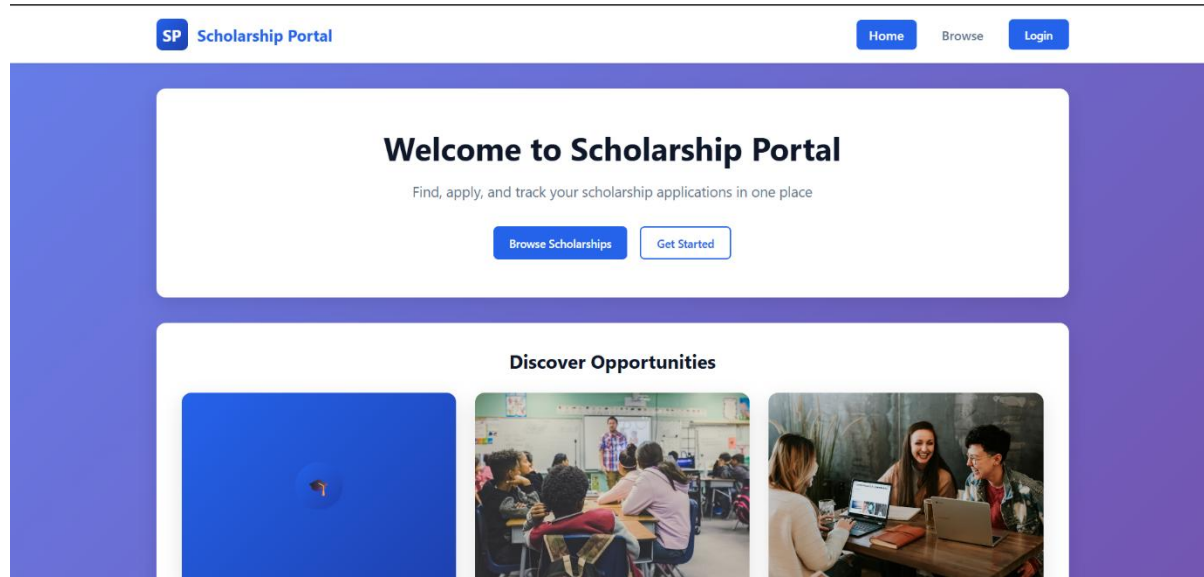 SP Scholarship Portal
Home Browse Login
Welcome to Scholarship Portal
Find, apply, and track your scholarship applications in one place
Browse Scholarships Get Started
Discover Opportunities